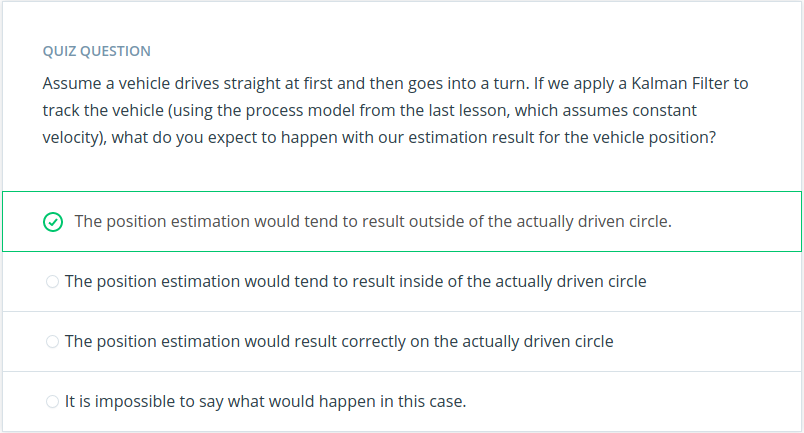 QUIZ QUESTION
Assume a vehicle drives straight at first and then goes into a turn. If we apply a Kalman Filter to
track the vehicle (using the process model from the last lesson, which assumes constant
velocity), what do you expect to happen with our estimation result for the vehicle position?
The position estimation would tend to result outside of the actually driven circle.
The position estimation would tend to result inside of the actually driven circle
The position estimation would result correctly on the actually driven circle
It is impossible to say what would happen in this case.